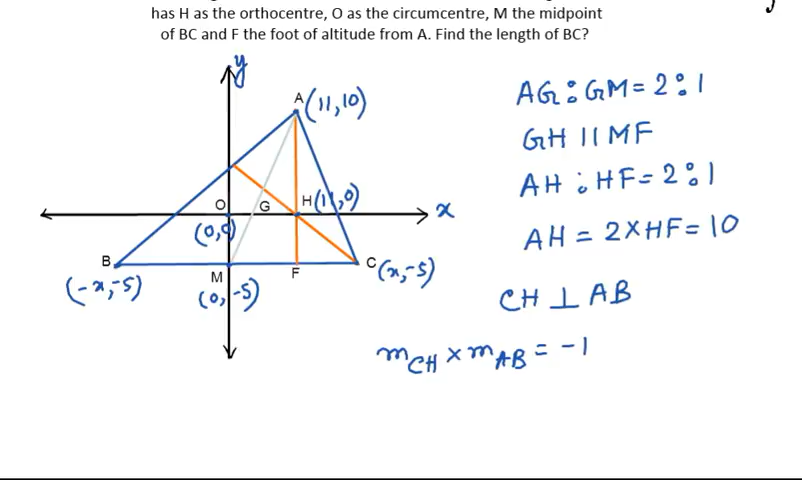 has H as the orthocentre, O as the circumcentre, M the midpoint
of BC and F the foot of altitude from A. Find the length of BC?
y
A (11,10)
AG : GM = 2 : 1
GH || MF
AH : HF = 2 : 1
AH = 2 x HF = 10
O
G
H (11,0)
x
(0,0)
B
(-x,-5)
M
(0,-5)
F
C (x,-5)
CH ⊥ AB
mCH x mAB = -1